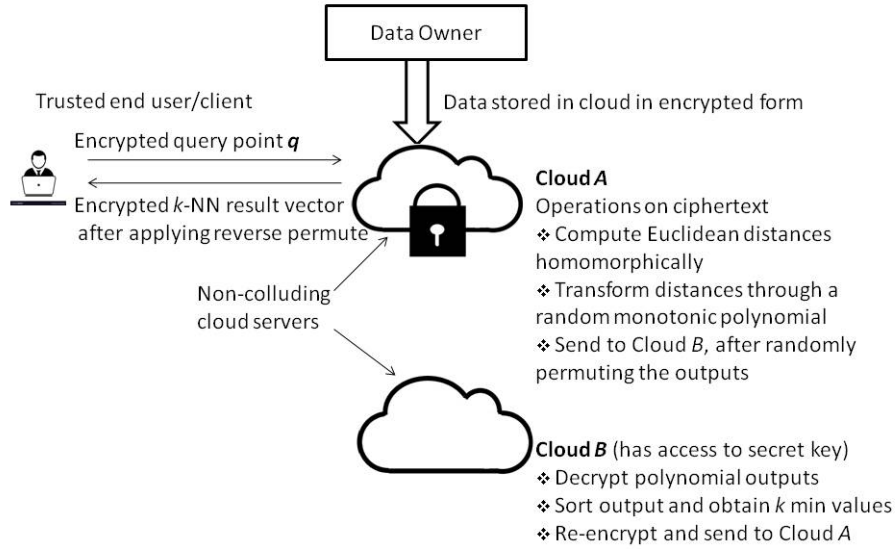 Data Owner
Trusted end user/client
Data stored in cloud in encrypted form
Encrypted query point q
Encrypted k-NN result vector
after applying reverse permute
Cloud A
Operations on ciphertext
❖ Compute Euclidean distances
homomorphically
❖ Transform distances through a
random monotonic polynomial
❖ Send to Cloud B, after randomly
permuting the outputs
Non-colluding
cloud servers
Cloud B (has access to secret key)
❖ Decrypt polynomial outputs
❖ Sort output and obtain k min values
❖ Re-encrypt and send to Cloud A